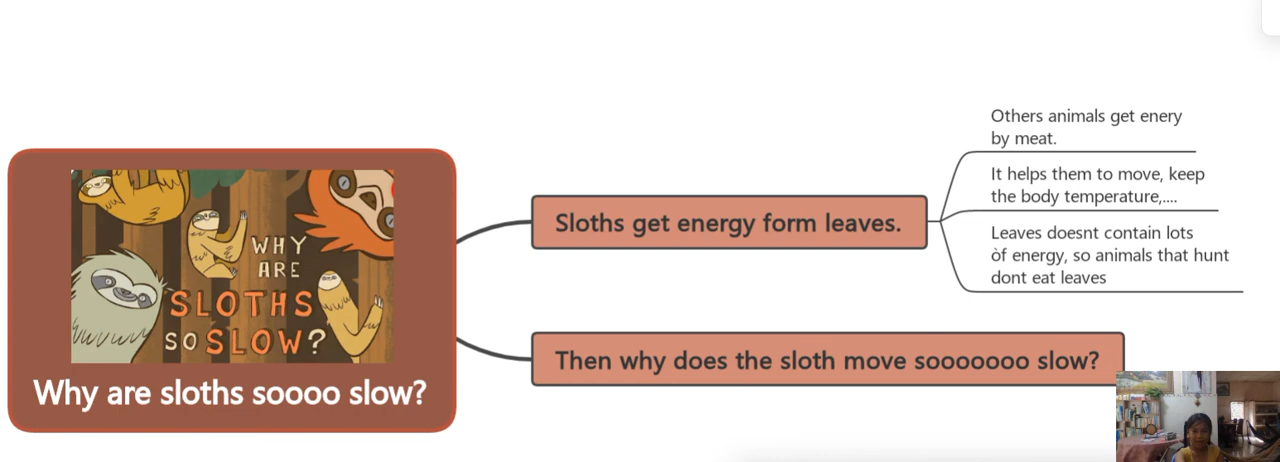 WHY
ARE
SLOTHS
SO SLOW?
Why are sloths soooo slow?
Sloths get energy form leaves.
Others animals get enery
by meat.
It helps them to move, keep
the body temperature,....
Leaves doesnt contain lots
òf energy, so animals that hunt
dont eat leaves
Then why does the sloth move sooooooo slow?